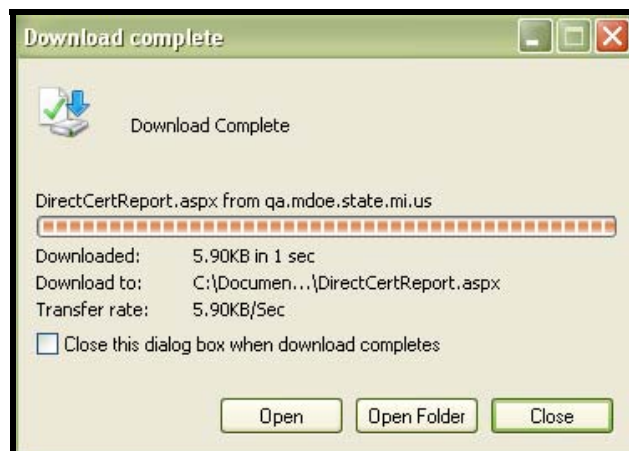 Download complete
Download Complete
DirectCertReport.aspx from qa.mdoe.state.mi.us
Downloaded: 5.90KB in 1 sec
Download to: C:\Documen...\DirectCertReport.aspx
Transfer rate: 5.90KB/Sec
Close this dialog box when download completes
Open Open Folder Close